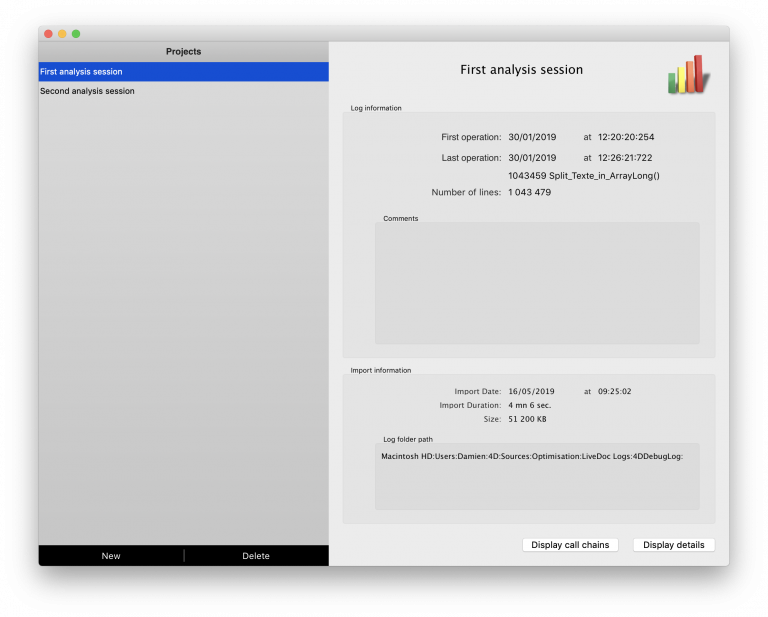 Projects
First analysis session
Second analysis session
New
Delete
First analysis session
Log information
First operation: 30/01/2019 at 12:20:20:254
Last operation: 30/01/2019 at 12:26:21:722
1043459 Split_Texte_in_ArrayLong()
Number of lines: 1 043 479
Comments
Import information
Import Date: 16/05/2019 at 09:25:02
Import Duration: 4 mn 6 sec.
Size: 51 200 KB
Log folder path
Macintosh HD:Users:Damien:4D:Sources:Optimisation:LiveDoc Logs:4DDebugLog:
Display call chains
Display details